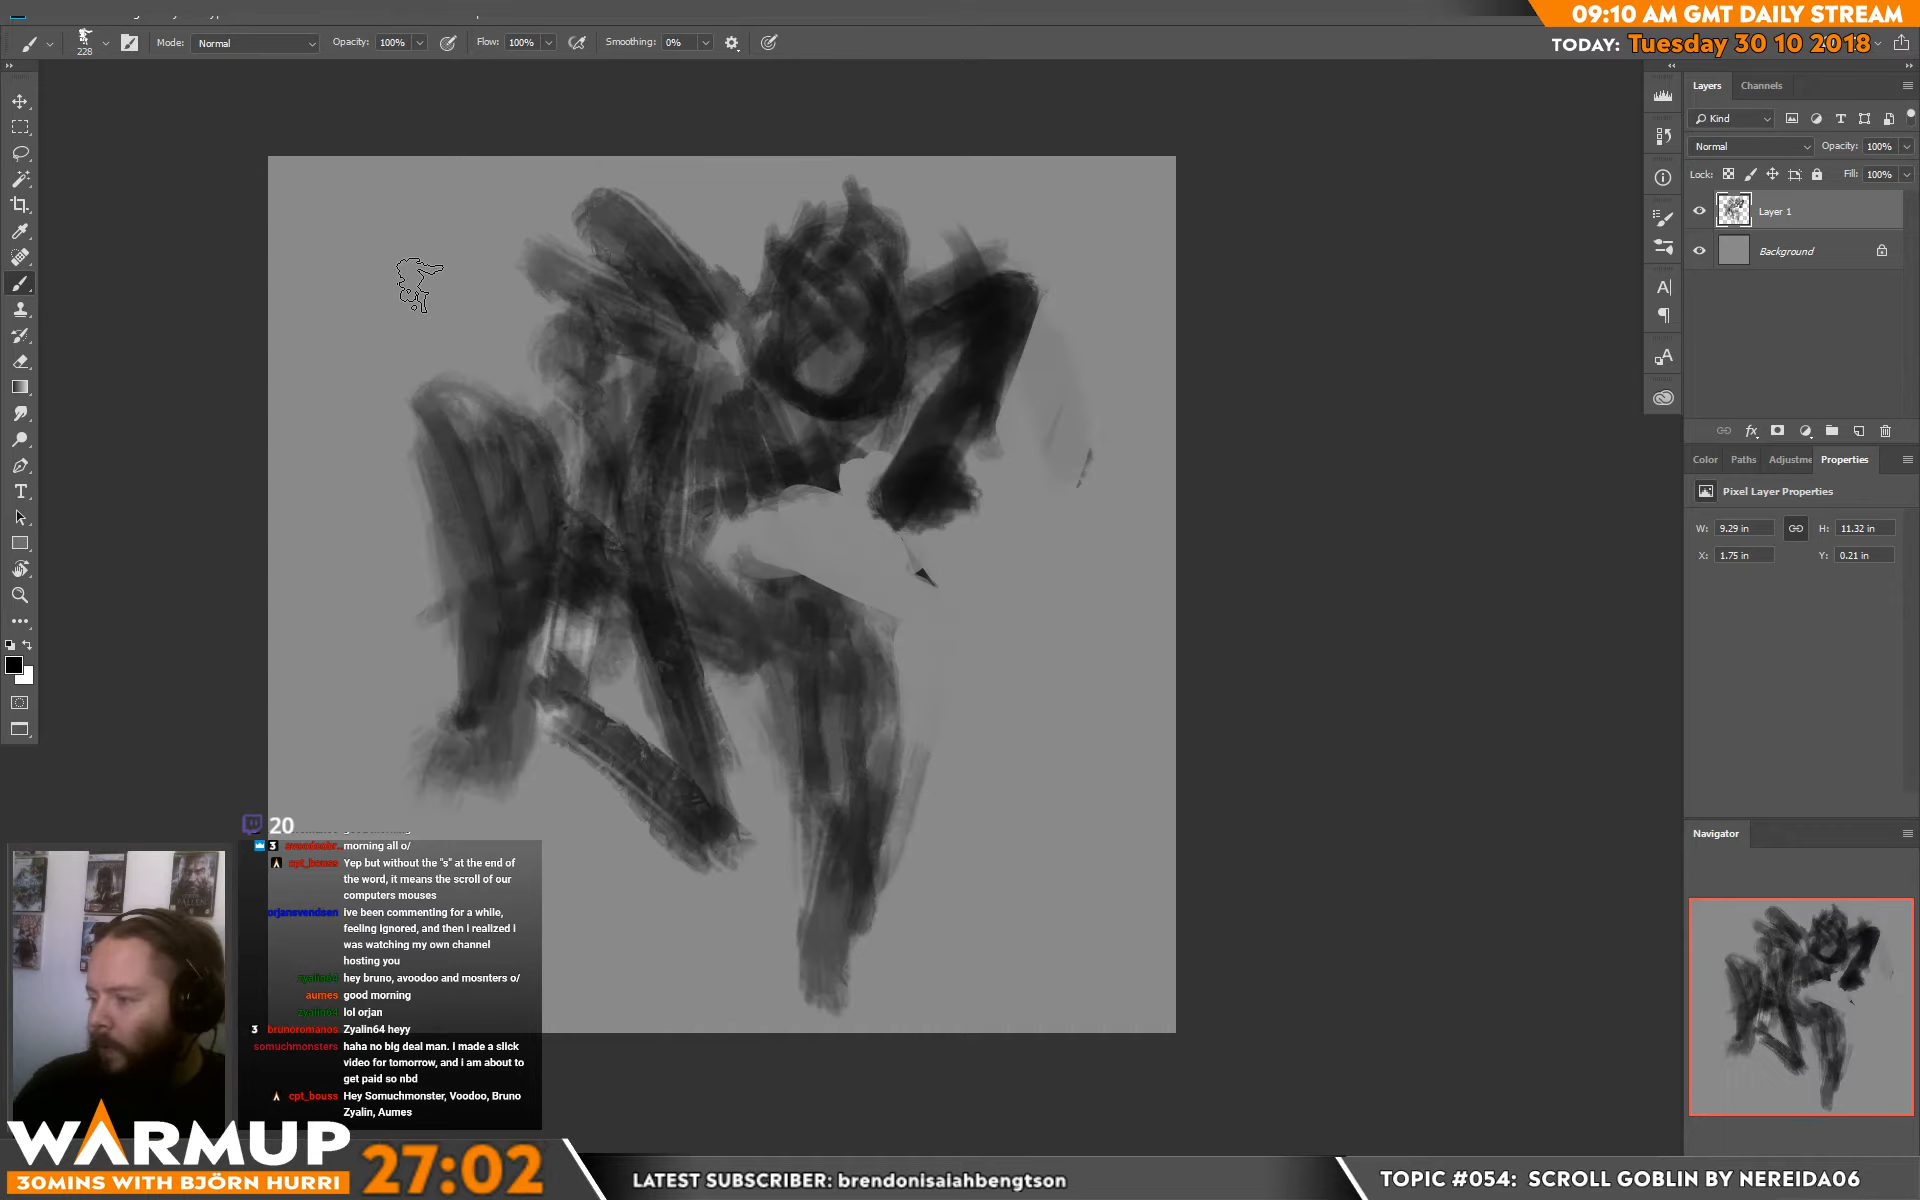 09:10 AM GMT DAILY STREAM
TODAY: Tuesday 30 10 2018
228
Mode: Normal
Opacity: 100%
Flow: 100%
Smoothing: 0%
Layers Channels
Kind
Normal Opacity: 100%
Lock: Fill: 100%
Layer 1
Background
Color Paths Adjustme Properties
Pixel Layer Properties
W: 9.29 in H: 11.32 in
X: 1.75 in Y: 0.21 in
Navigator
20
3 morning all o/
cpt_bouss Yep but without the "s" at the end of
the word, it means the scroll of our
computers mouses
orjansvendsen ive been commenting for a while,
feeling ignored, and then i realized i
was watching my own channel
hosting you
zyalin64 hey bruno, avoodoo and mosnters o/
aumes good morning
zyalin64 lol orjan
3 brunoromanos Zyalin64 heyy
somuchmonsters haha no big deal man. I made a slick
video for tomorrow, and i am about to
get paid so nbd
cpt_bouss Hey Somuchmonster, Voodoo, Bruno
Zyalin, Aumes
WARMUP
30MINS WITH BJÖRN HURRI
27:02
LATEST SUBSCRIBER: brendonisaiahbengtson
TOPIC #054: SCROLL GOBLIN BY NEREIDA06